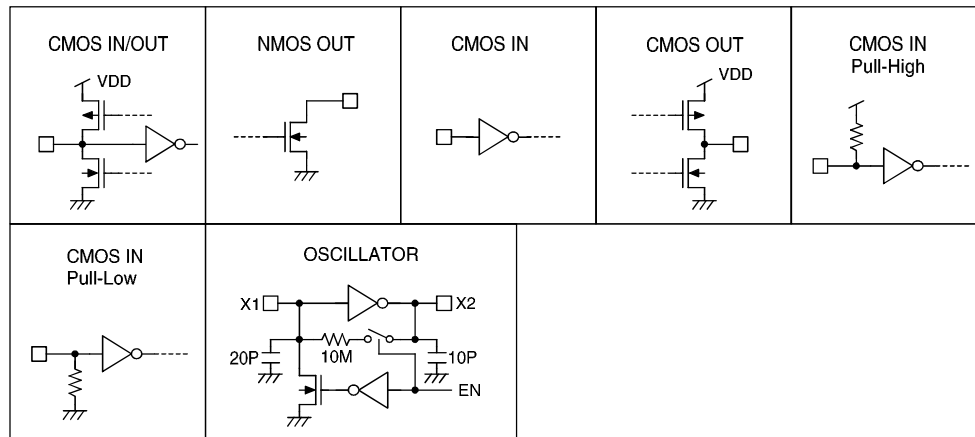 CMOS IN/OUT
VDD
NMOS OUT
CMOS IN
CMOS OUT
VDD
CMOS IN
Pull-High
CMOS IN
Pull-Low
OSCILLATOR
X1
X2
20P
10M
10P
EN